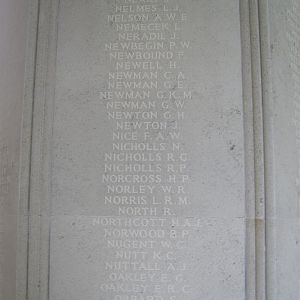 NELMES L.J.
NELSON A.W.E.
NEMECEK L.
NERADIL J.
NEWBEGIN P.W.
NEWBOUND F.
NEWELL H.
NEWMAN C.A.
NEWMAN G.E.
NEWMAN G.K.M.
NEWMAN G.W.
NEWTON G.H.
NEWTON J.
NICE F.A.W.
NICHOLLS N.
NICHOLLS R.G.
NICHOLLS R.P.
NORCROSS H.P.
NORLEY W.R.
NORRIS L.R.M.
NORTH R.
NORTHCOTT H.A.J.
NORWOOD E.P.
NUGENT W.C.
NUTT K.C.
NUTTALL A.J.
OAKLEY E.G.
OAKLEY E.R.C.